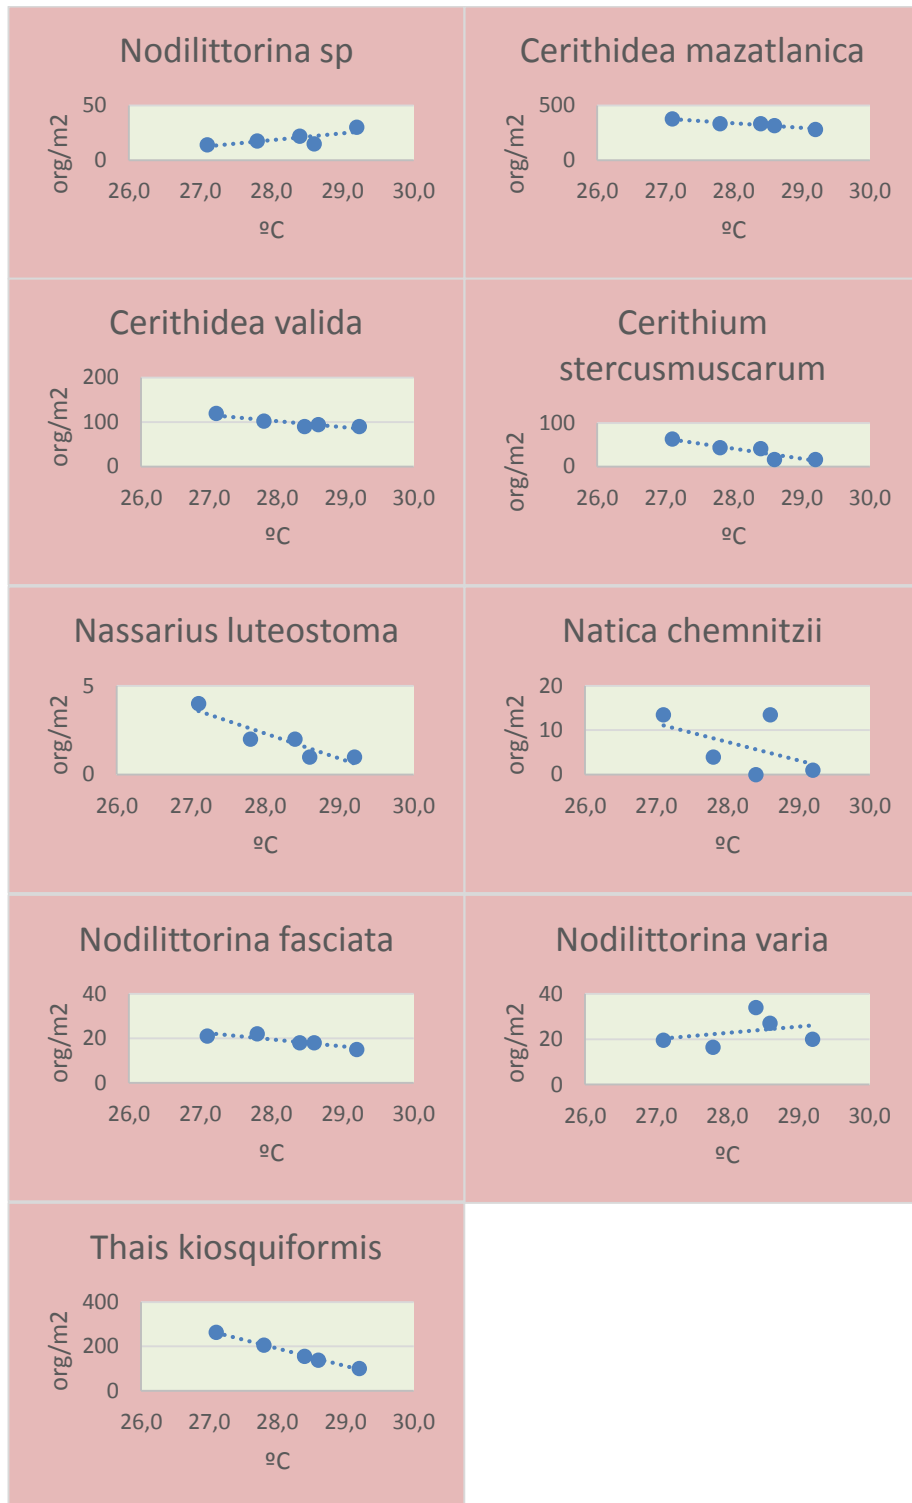 Nodilittorina sp
50
0
26,0 27,0 28,0 29,0 30,0
org/m2
ºC
Cerithidea mazatlanica
500
0
26,0 27,0 28,0 29,0 30,0
org/m2
ºC
Cerithidea valida
200
100
0
26,0 27,0 28,0 29,0 30,0
org/m2
ºC
Cerithium
stercusmuscarum
100
0
26,0 27,0 28,0 29,0 30,0
org/m2
ºC
Nassarius luteostoma
5
0
26,0 27,0 28,0 29,0 30,0
org/m2
ºC
Natica chemnitzii
20
10
0
26,0 27,0 28,0 29,0 30,0
org/m2
ºC
Nodilittorina fasciata
40
20
0
26,0 27,0 28,0 29,0 30,0
org/m2
ºC
Nodilittorina varia
40
20
0
26,0 27,0 28,0 29,0 30,0
org/m2
ºC
Thais kiosquiformis
400
200
0
26,0 27,0 28,0 29,0 30,0
org/m2
ºC